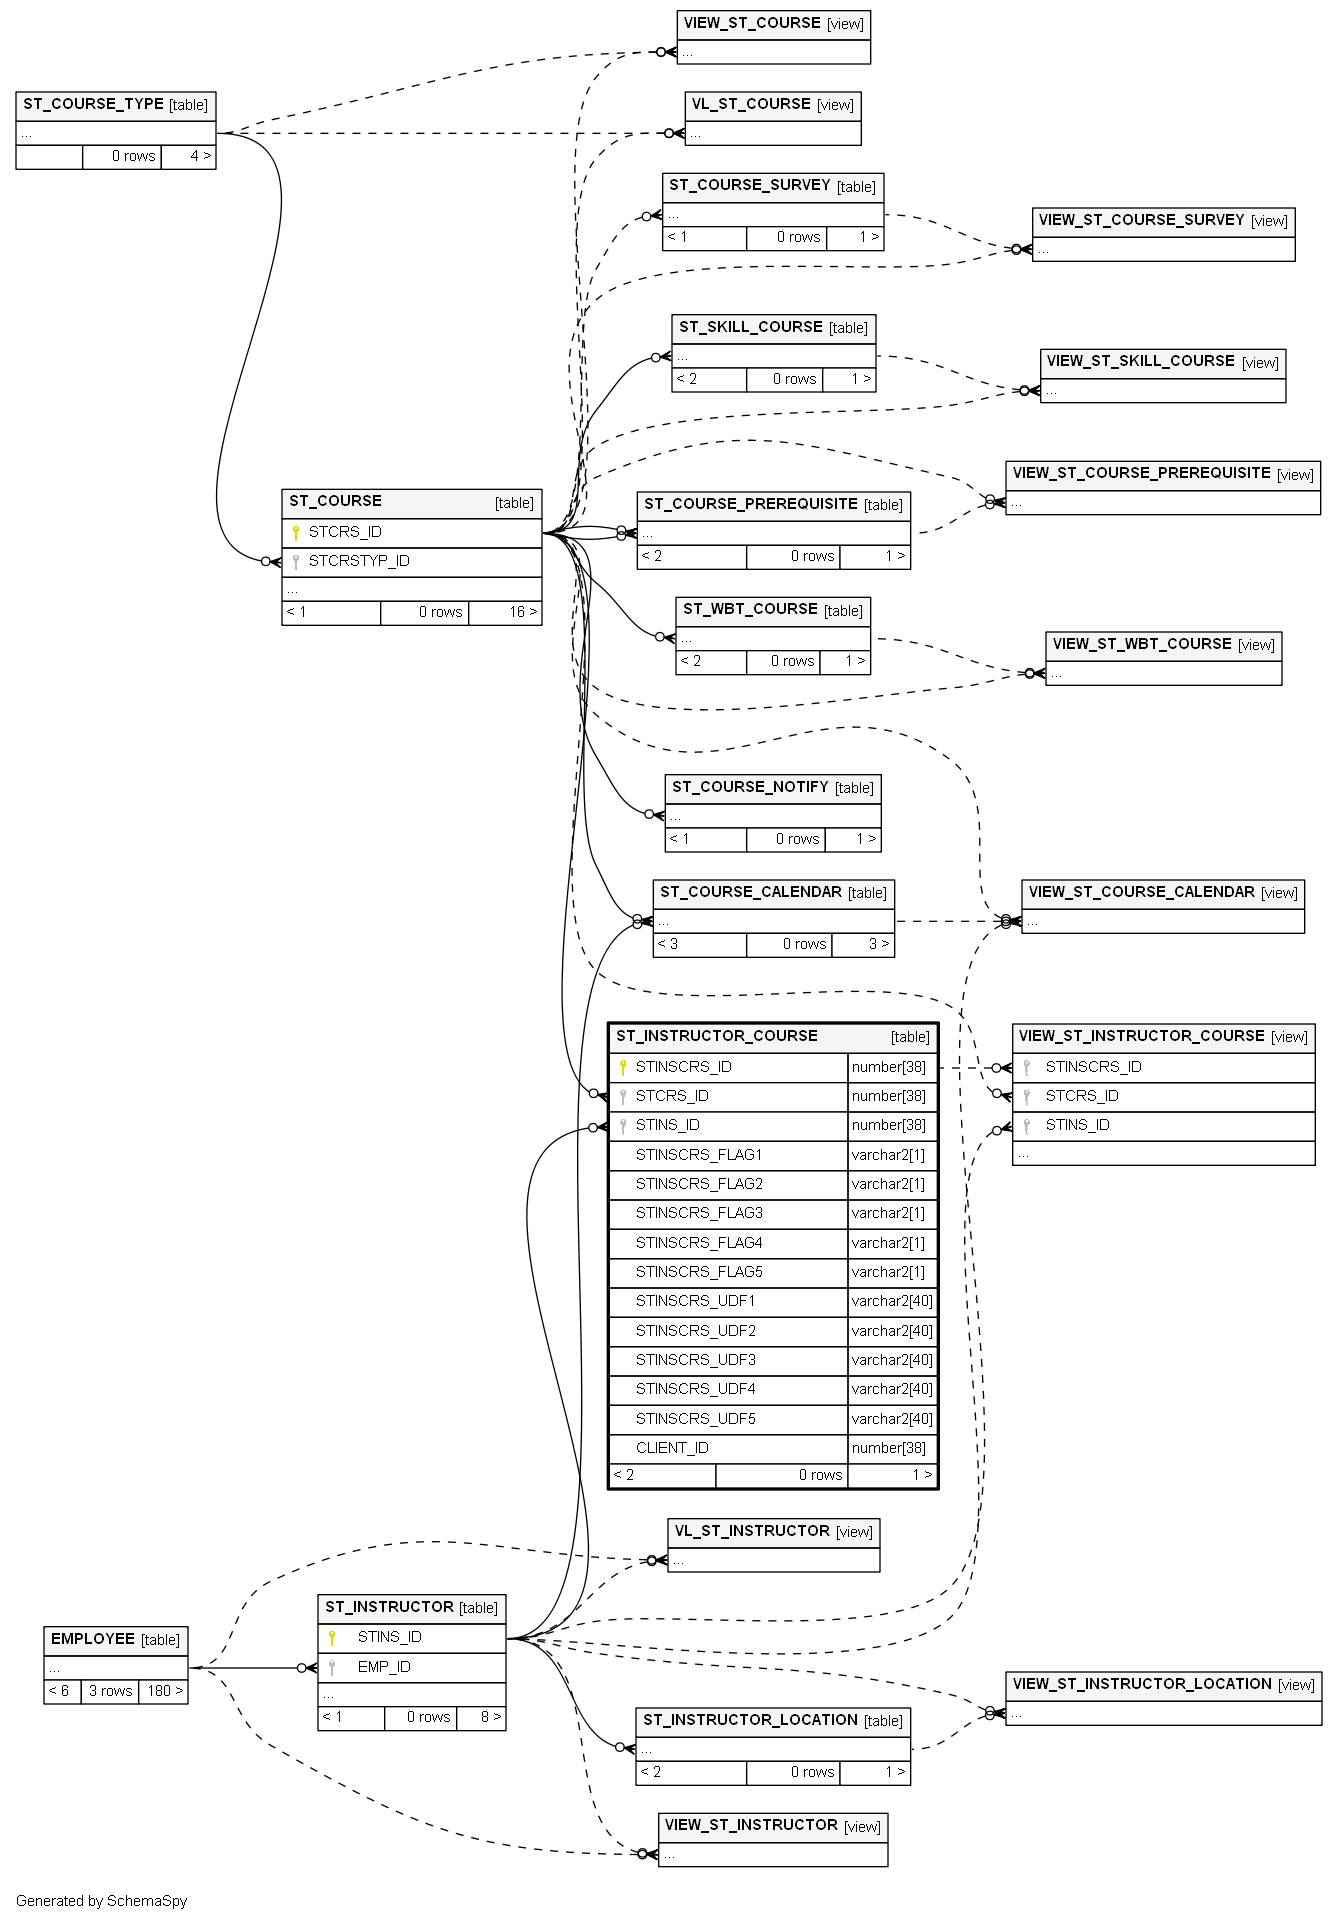 VIEW_ST_COURSE [view]
...
ST_COURSE_TYPE [table]
...
0 rows 4 >
VL_ST_COURSE [view]
...
ST_COURSE_SURVEY [table]
...
< 1 0 rows 1 >
VIEW_ST_COURSE_SURVEY [view]
...
ST_SKILL_COURSE [table]
...
< 2 0 rows 1 >
VIEW_ST_SKILL_COURSE [view]
...
VIEW_ST_COURSE_PREREQUISITE [view]
...
ST_COURSE [table]
STCRS_ID
STCRSTYP_ID
...
< 1 0 rows 16 >
ST_COURSE_PREREQUISITE [table]
...
< 2 0 rows 1 >
ST_WBT_COURSE [table]
...
< 2 0 rows 1 >
VIEW_ST_WBT_COURSE [view]
...
ST_COURSE_NOTIFY [table]
...
< 1 0 rows 1 >
ST_COURSE_CALENDAR [table]
...
< 3 0 rows 3 >
VIEW_ST_COURSE_CALENDAR [view]
...
ST_INSTRUCTOR_COURSE [table]
STINSCRS_ID number[38]
STCRS_ID number[38]
STINS_ID number[38]
STINSCRS_FLAG1 varchar2[1]
STINSCRS_FLAG2 varchar2[1]
STINSCRS_FLAG3 varchar2[1]
STINSCRS_FLAG4 varchar2[1]
STINSCRS_FLAG5 varchar2[1]
STINSCRS_UDF1 varchar2[40]
STINSCRS_UDF2 varchar2[40]
STINSCRS_UDF3 varchar2[40]
STINSCRS_UDF4 varchar2[40]
STINSCRS_UDF5 varchar2[40]
CLIENT_ID number[38]
< 2 0 rows 1 >
VIEW_ST_INSTRUCTOR_COURSE [view]
STINSCRS_ID
STCRS_ID
STINS_ID
...
VL_ST_INSTRUCTOR [view]
...
ST_INSTRUCTOR [table]
STINS_ID
EMP_ID
...
< 1 0 rows 8 >
EMPLOYEE [table]
...
< 6 3 rows 180 >
VIEW_ST_INSTRUCTOR_LOCATION [view]
...
ST_INSTRUCTOR_LOCATION [table]
...
< 2 0 rows 1 >
VIEW_ST_INSTRUCTOR [view]
...
Generated by SchemaSpy